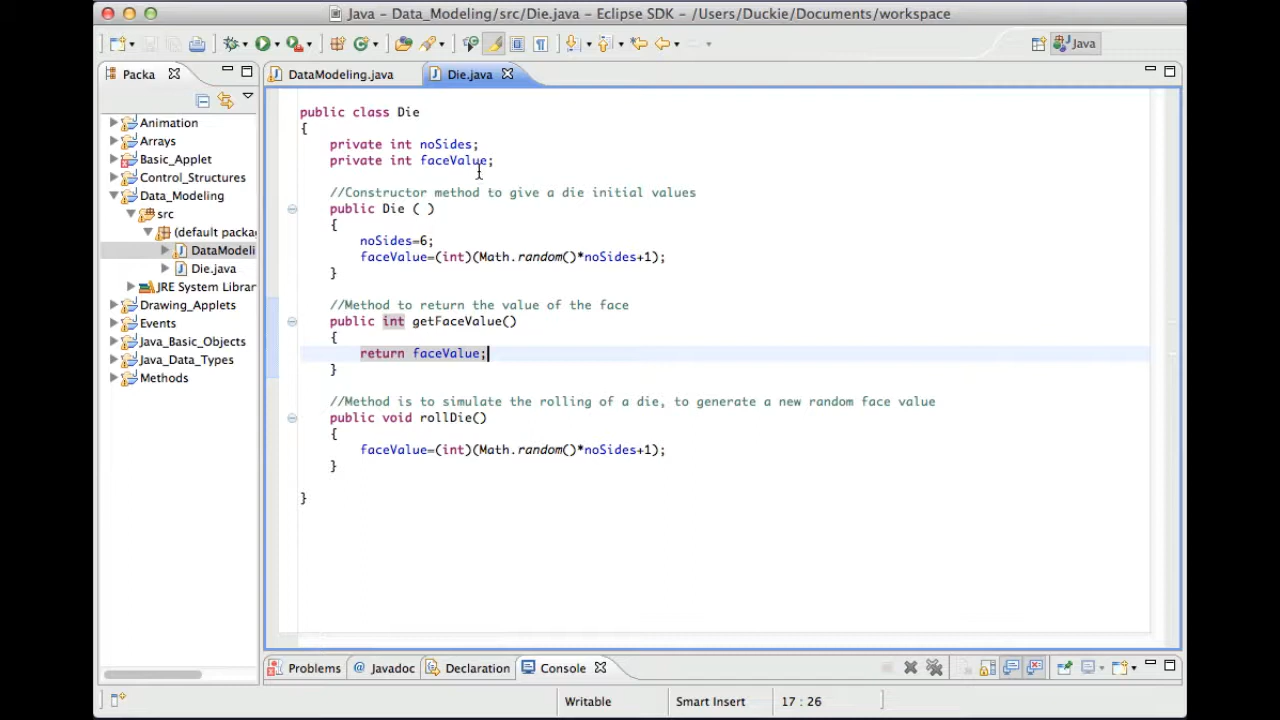 Java - Data_Modeling/src/Die.java - Eclipse SDK - /Users/Duckie/Documents/workspace
Java
Packa
DataModeling.java
Die.java
Animation
Arrays
Basic_Applet
Control_Structures
Data_Modeling
src
(default packa
DataModeli
Die.java
JRE System Librar
Drawing_Applets
Events
Java_Basic_Objects
Java_Data_Types
Methods
public class Die
{
private int noSides;
private int faceValue;
//Constructor method to give a die initial values
public Die ( )
{
noSides=6;
faceValue=(int)(Math.random()*noSides+1);
}
//Method to return the value of the face
public int getFaceValue()
{
return faceValue;
}
//Method is to simulate the rolling of a die, to generate a new random face value
public void rollDie()
{
faceValue=(int)(Math.random()*noSides+1);
}
}
Problems
@ Javadoc
Declaration
Console
Writable
Smart Insert
17 : 26